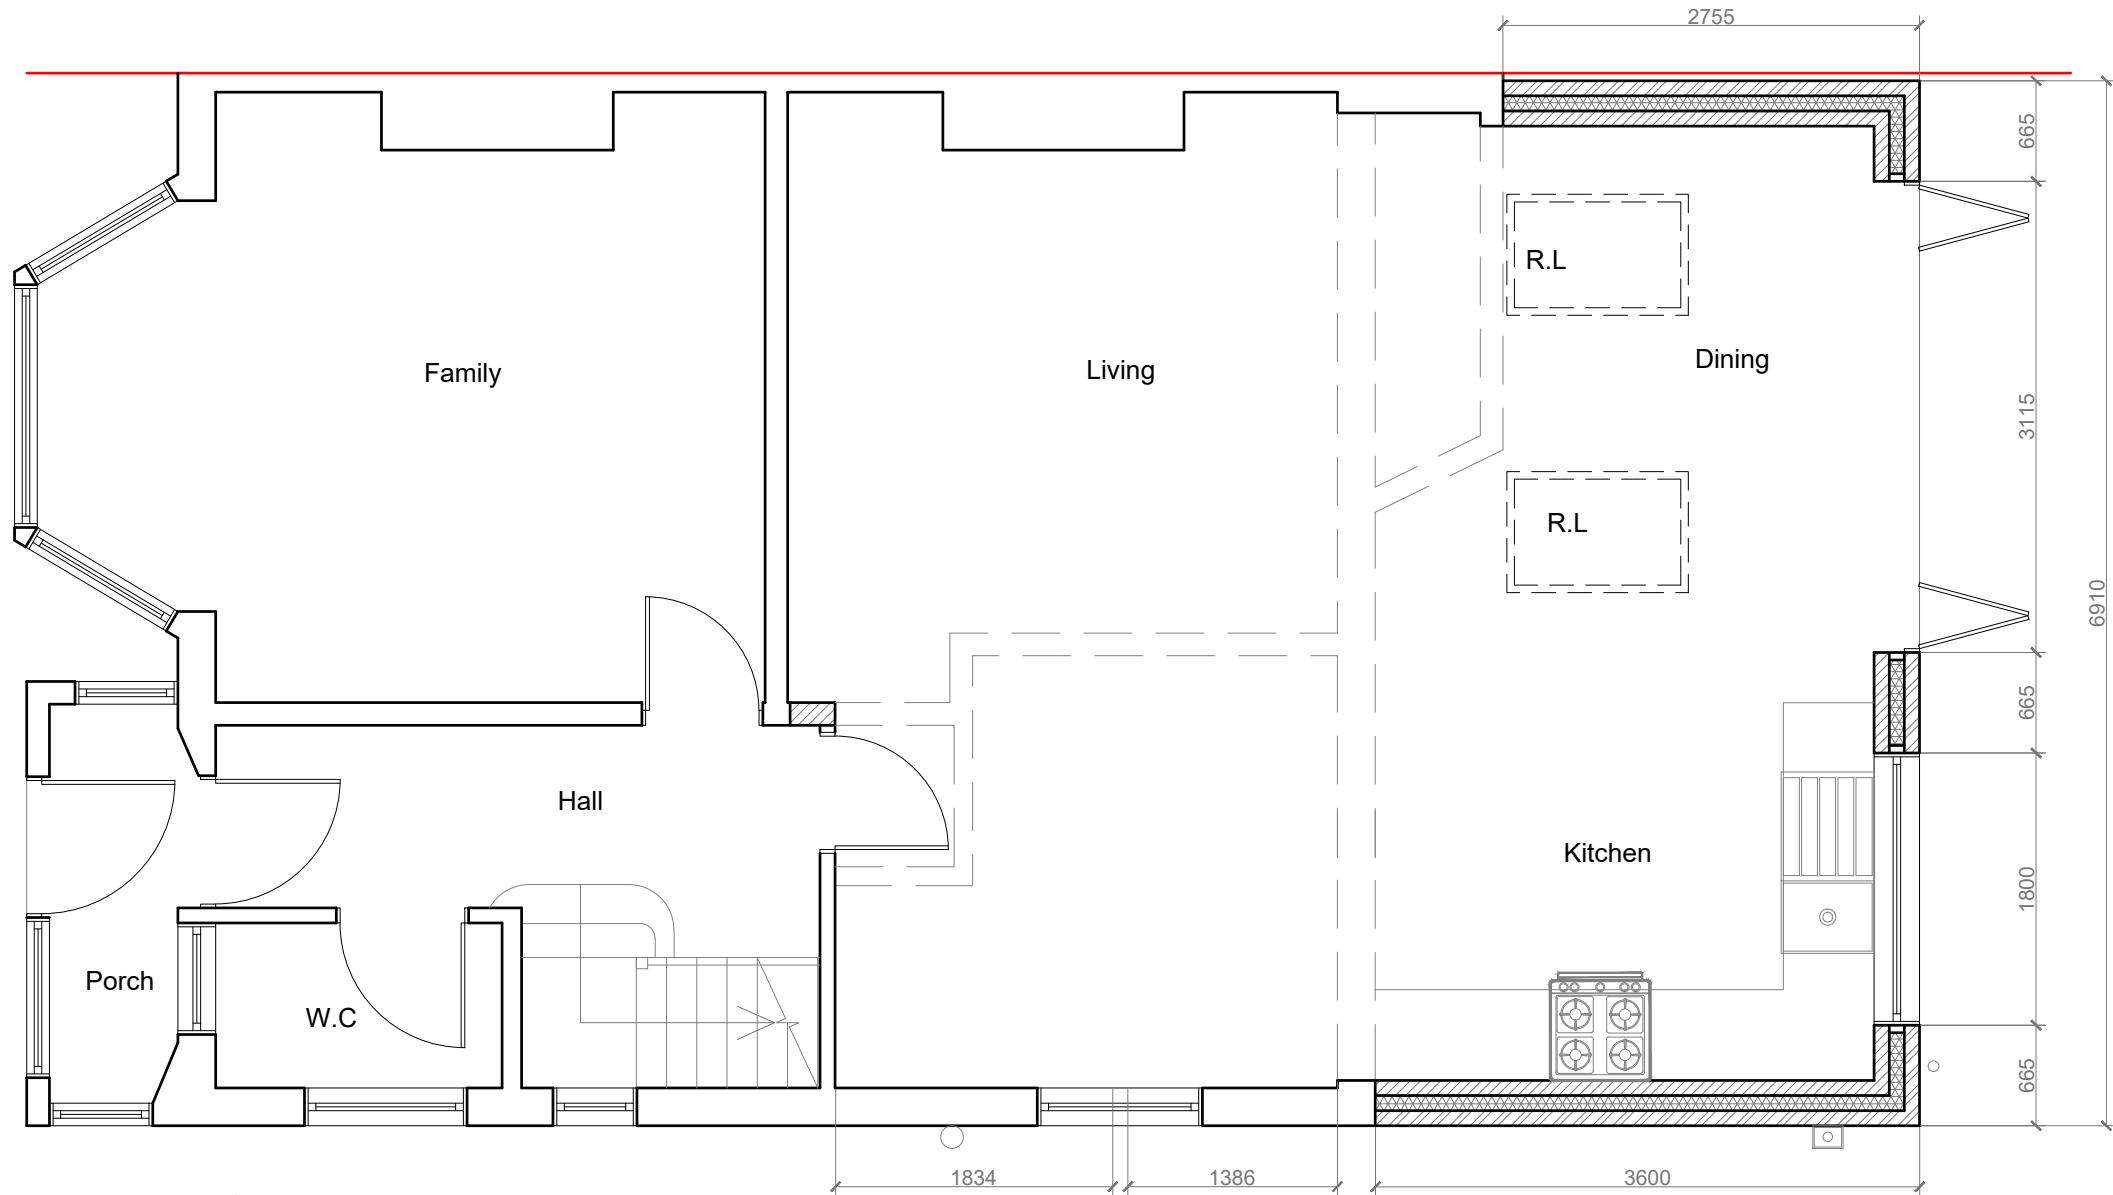 2755
665
R.L
Dining
Living
Family
3115
R.L
6910
665
Hall
Kitchen
1800
Porch
W.C
665
1834
1386
3600